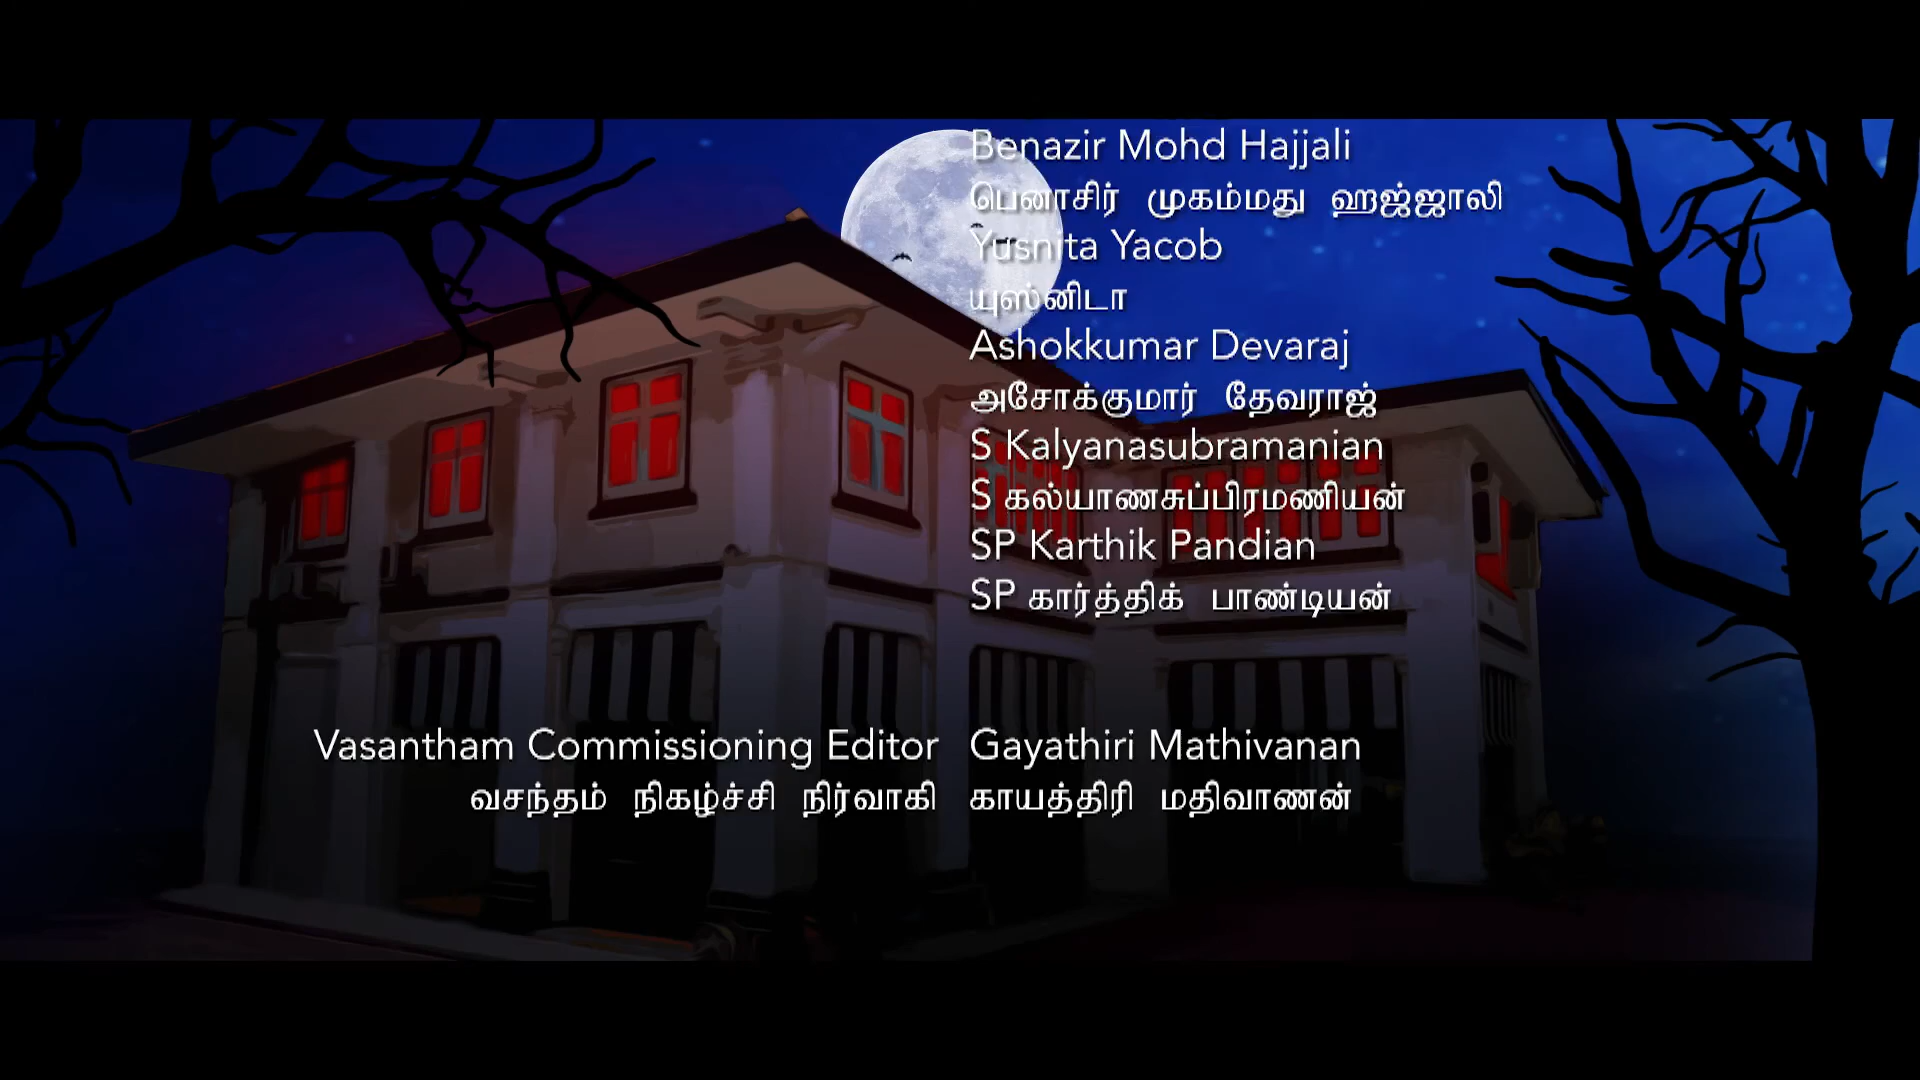 Benazir Mohd Hajjali
பெனாசிர் முகம்மது ஹஜ்ஜாலி
Yusnita Yacob
யுஸ்னிடா
Ashokkumar Devaraj
அசோக்குமார் தேவராஜ்
S Kalyanasubramanian
S கல்யாணசுப்பிரமணியன்
SP Karthik Pandian
SP கார்த்திக் பாண்டியன்
Vasantham Commissioning Editor Gayathiri Mathivanan
வசந்தம் நிகழ்ச்சி நிர்வாகி காயத்திரி மதிவாணன்